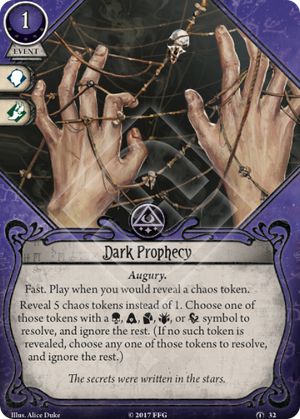 1
EVENT
Dark Prophecy
Augury.
Fast. Play when you would reveal a chaos token.
Reveal 5 chaos tokens instead of 1. Choose one of
those tokens with a , , , , or symbol to
resolve, and ignore the rest. (If no such token is
revealed, choose any one of those tokens to resolve,
and ignore the rest.)
The secrets were written in the stars.
Illus. Alice Duke
© 2017 FFG
32